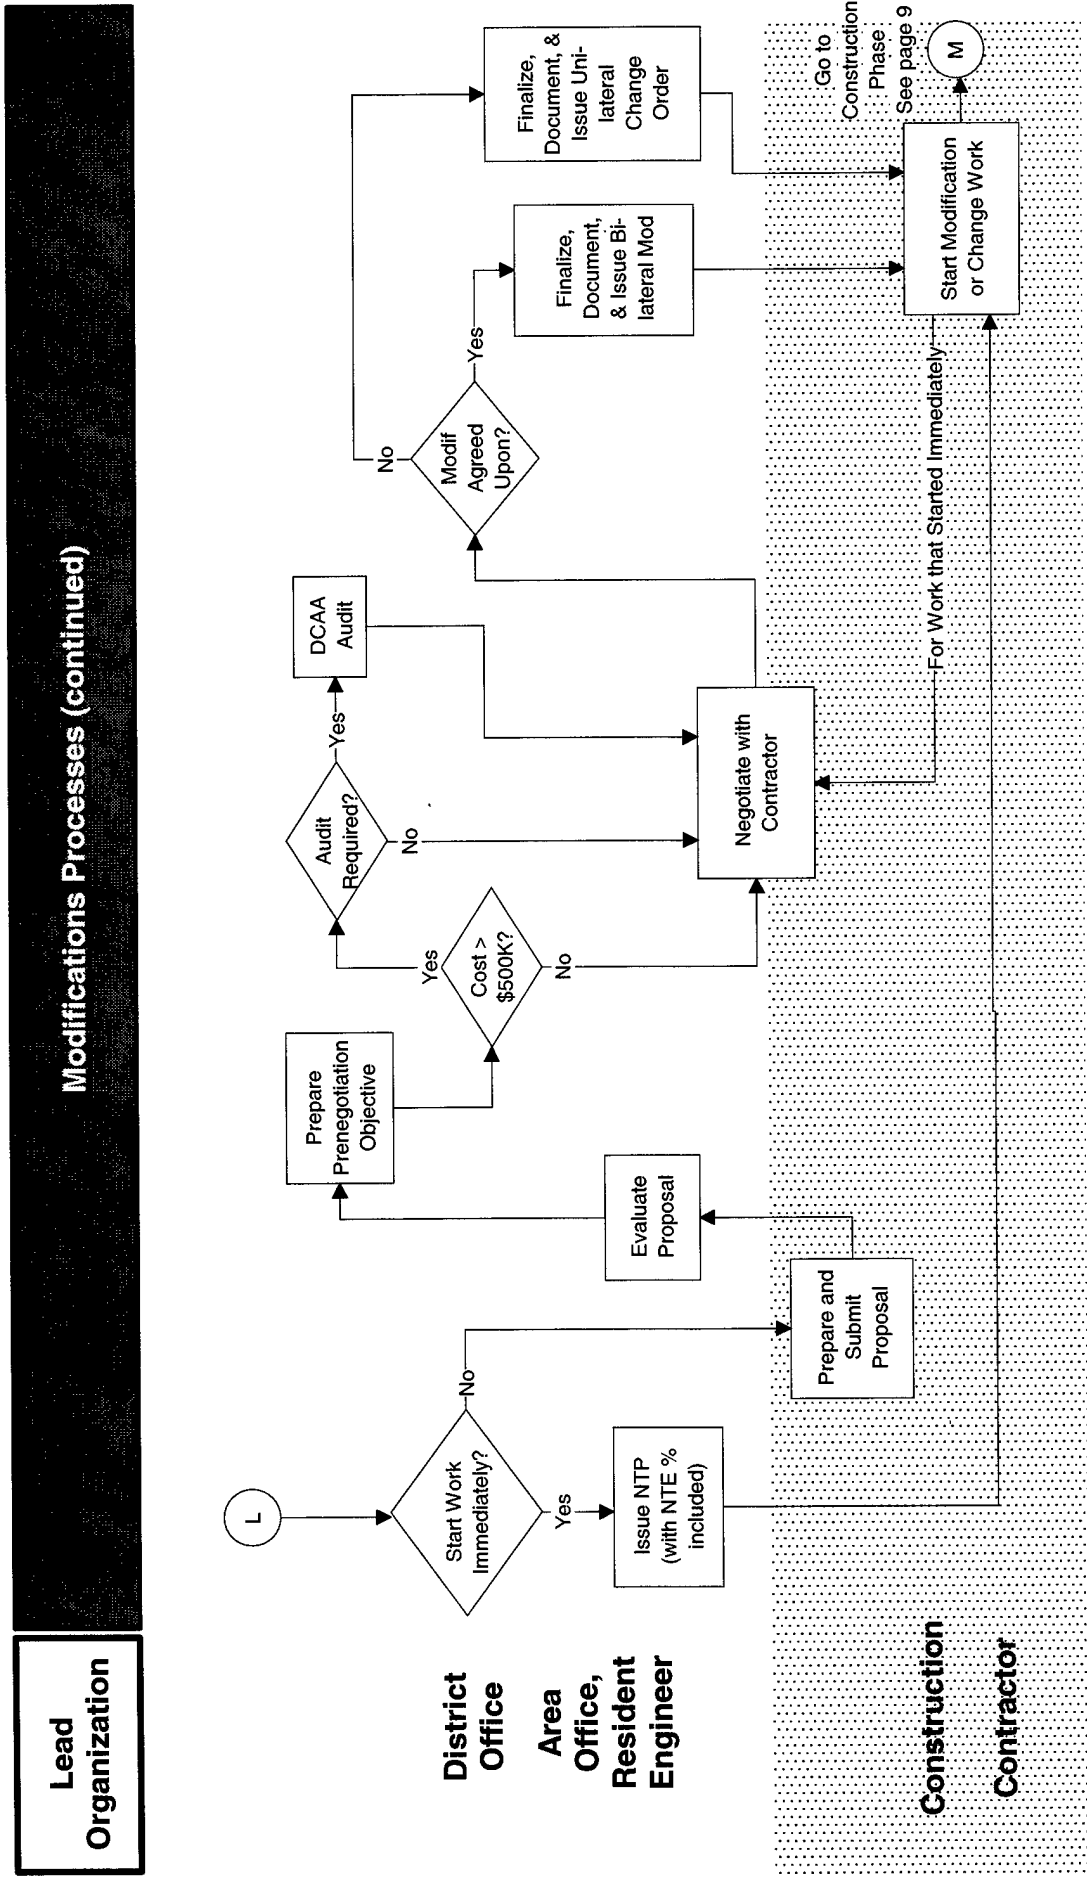 Lead
Organization
Modifications Processes (continued)
District
Office
Area
Office,
Resident
Engineer
Construction
Contractor
L
Start Work
Immediately?
No
Yes
Issue NTP
(with NTE %
included)
Prepare and
Submit
Proposal
Evaluate
Proposal
Prepare
Prenegotiation
Objective
Cost >
$500K?
Yes
No
Audit
Required?
Yes
No
DCAA
Audit
Negotiate with
Contractor
Modif
Agreed
Upon?
No
Yes
Finalize,
Document,
& Issue Bi-
lateral Mod
Finalize,
Document, &
Issue Uni-
lateral
Change
Order
For Work that Started Immediately
Start Modification
or Change Work
Go to
Construction
Phase
See page 9
M